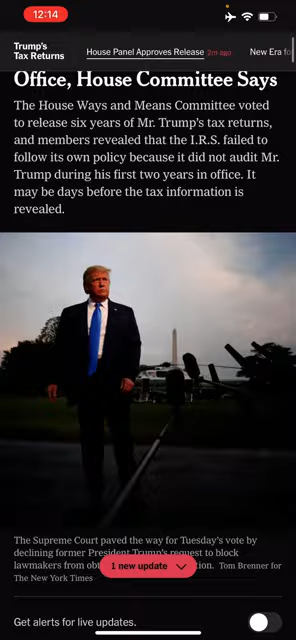 12:14
Trump's
Tax Returns
House Panel Approves Release 2m ago
New Era fo
Office, House Committee Says
The House Ways and Means Committee voted
to release six years of Mr. Trump's tax returns,
and members revealed that the I.R.S. failed to
follow its own policy because it did not audit Mr.
Trump during his first two years in office. It
may be days before the tax information is
revealed.
The Supreme Court paved the way for Tuesday's vote by
declining former President Trump's request to block
lawmakers from obt
tion. Tom Brenner for
1 new update
The New York Times
Get alerts for live updates.